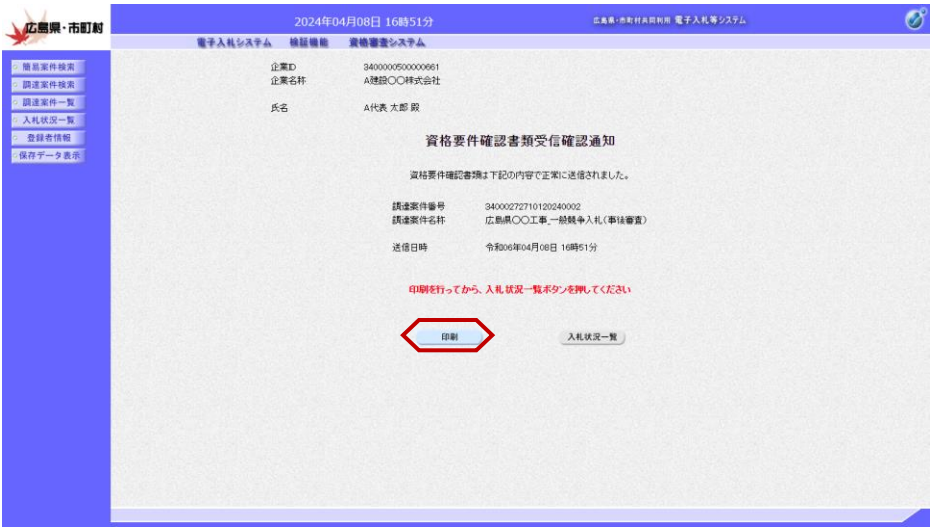 広島県・市町村
2024年04月08日 16時51分
広島県・市町村共同利用 電子入札等システム
電子入札システム 検証機能 資格審査システム
簡易案件検索
調達案件検索
調達案件一覧
入札状況一覧
登録者情報
保存データ表示
企業ID 3400000500000661
企業名称 A建設〇〇株式会社
氏名 A代表 太郎 殿
資格要件確認書類受信確認通知
資格要件確認書類は下記の内容で正常に送信されました。
調達案件番号 34000272710120240002
調達案件名称 広島県〇〇工事_一般競争入札(事後審査)
送信日時 令和06年04月08日 16時51分
印刷を行ってから、入札状況一覧ボタンを押してください
印刷 入札状況一覧